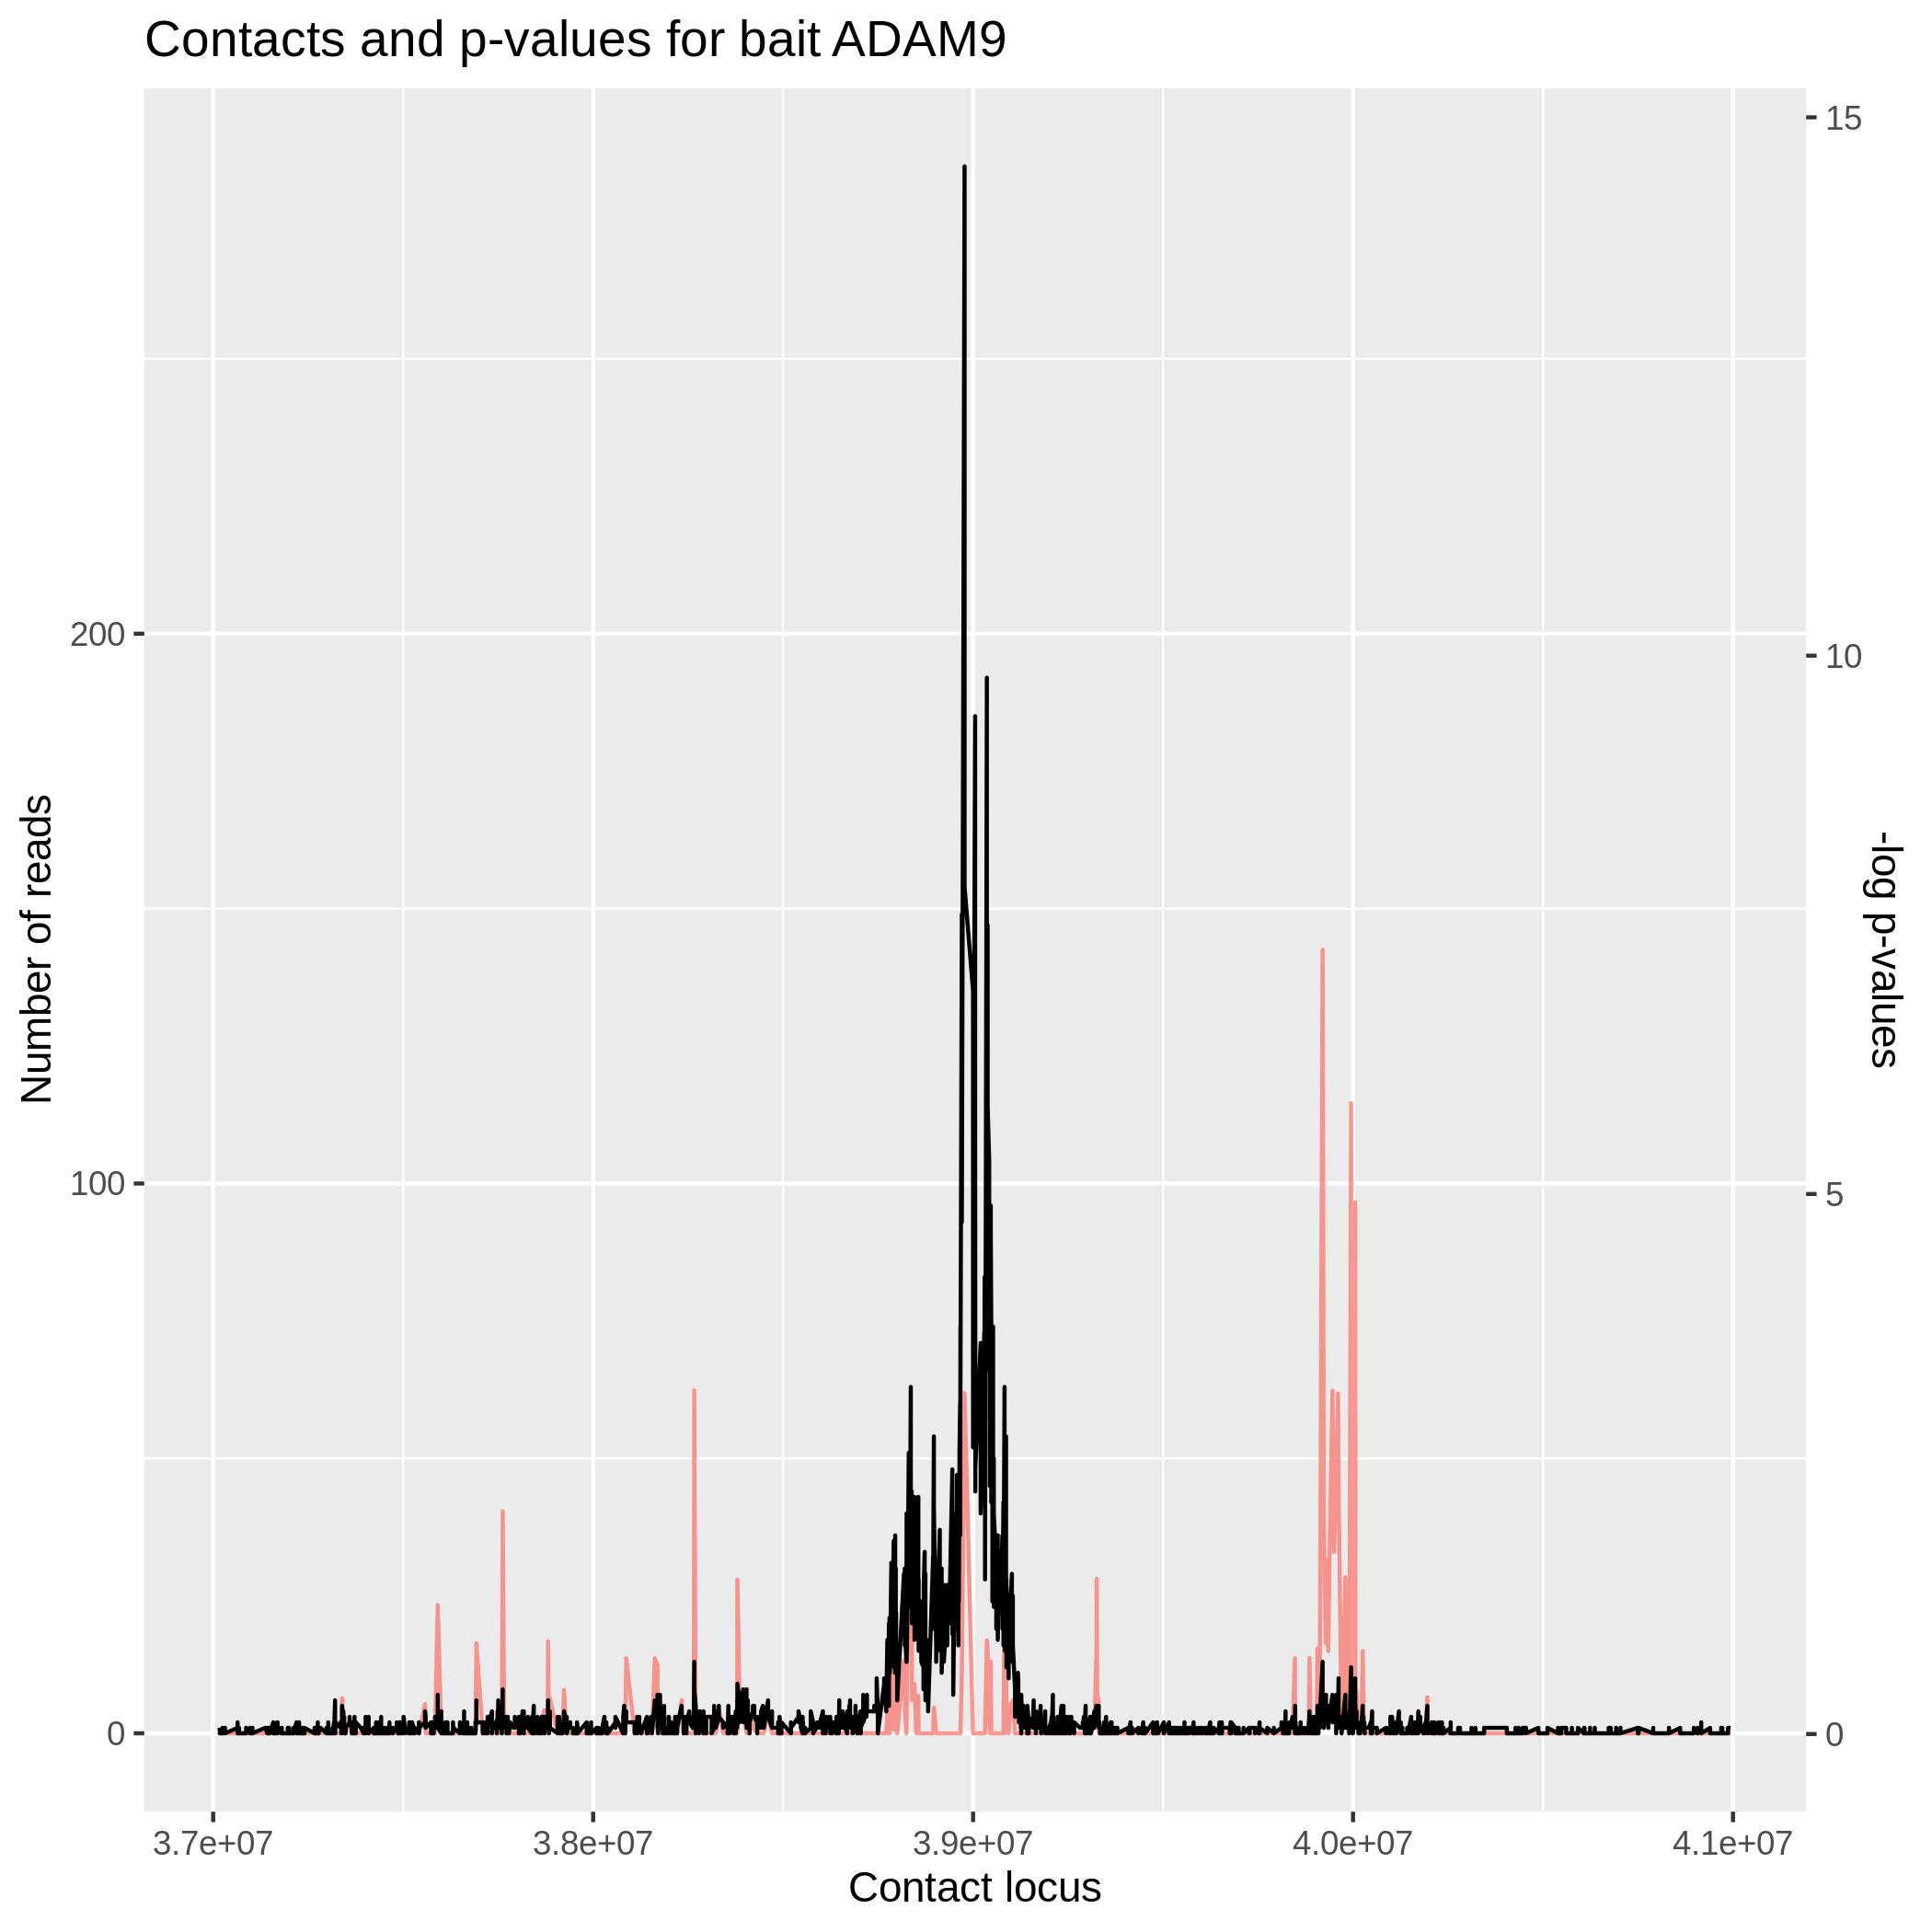 Contacts and p-values for bait ADAM9
15
200
10
Number of reads
-log p-values
100
5
0
0
3.7e+07 3.8e+07 3.9e+07 4.0e+07 4.1e+07
Contact locus